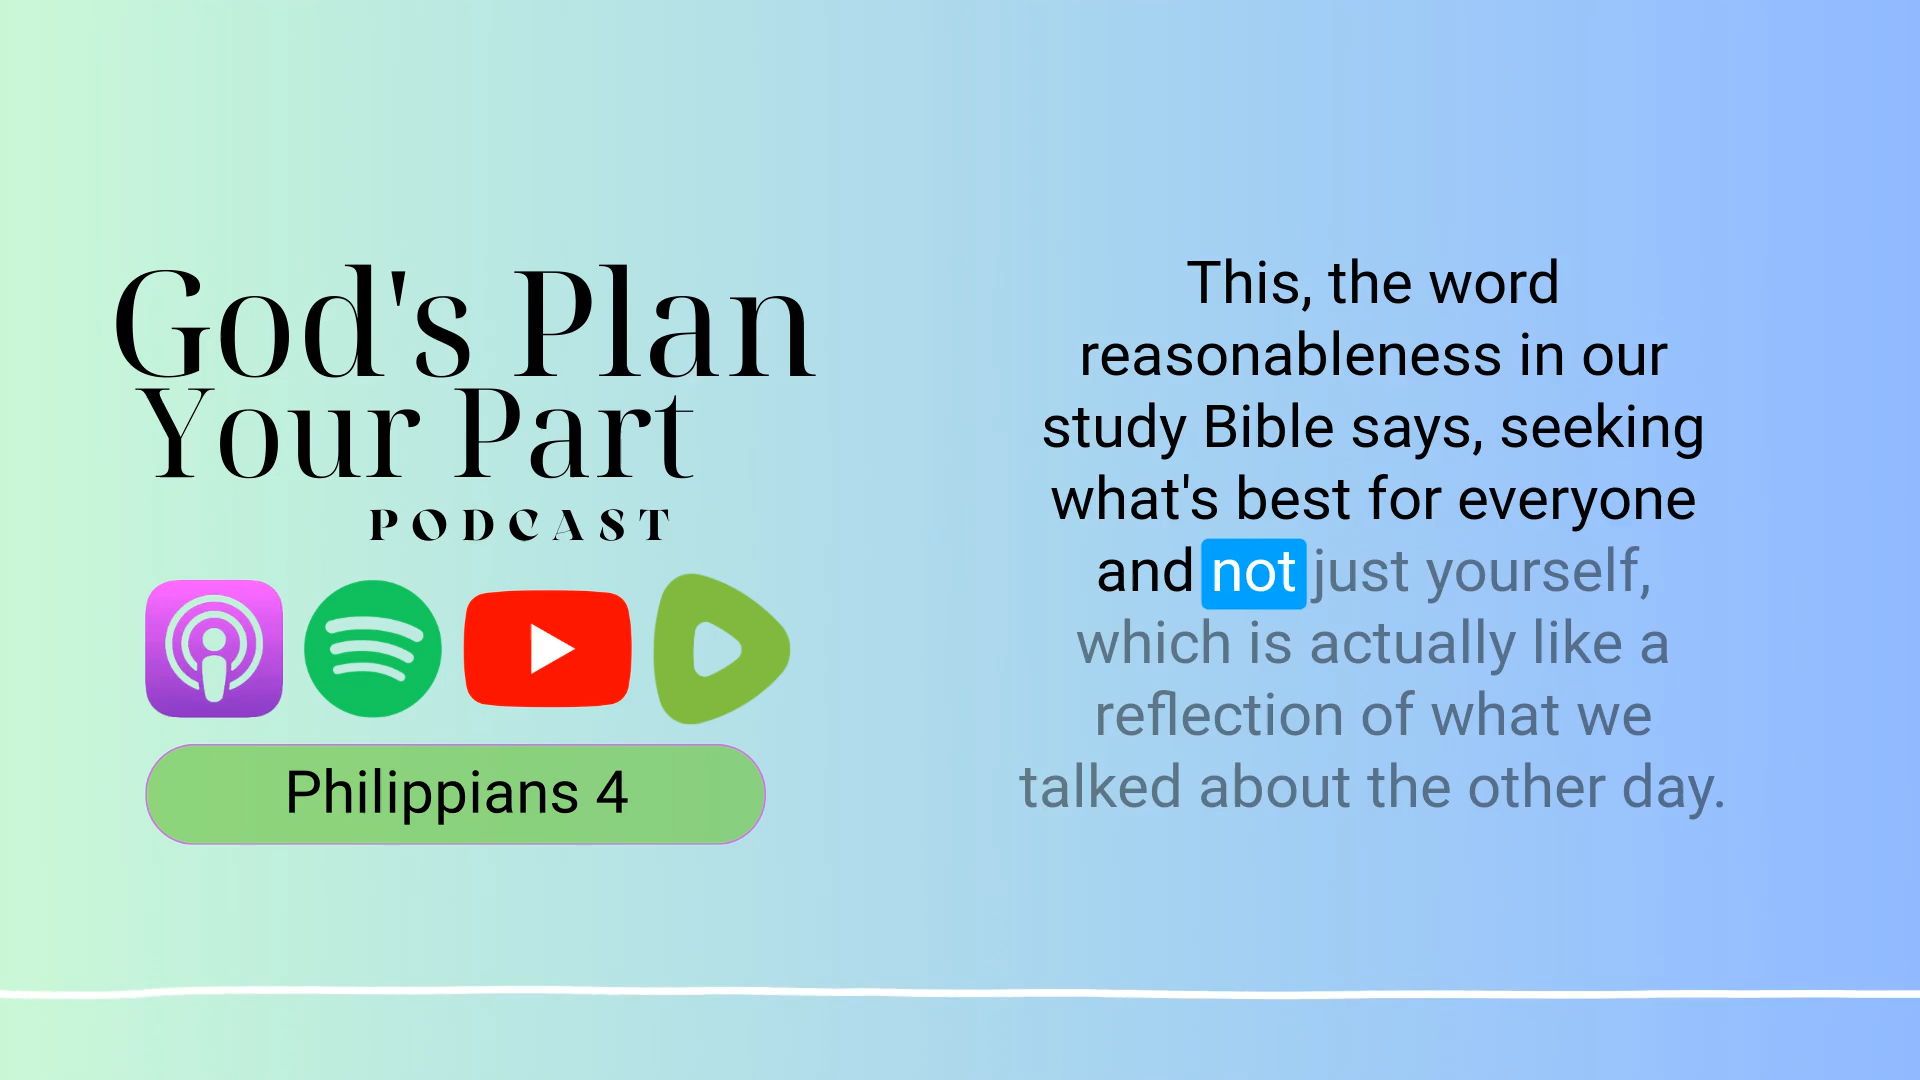 God's Plan
Your Part
PODCAST
Philippians 4
This, the word
reasonableness in our
study Bible says, seeking
what's best for everyone
and not just yourself,
which is actually like a
reflection of what we
talked about the other day.